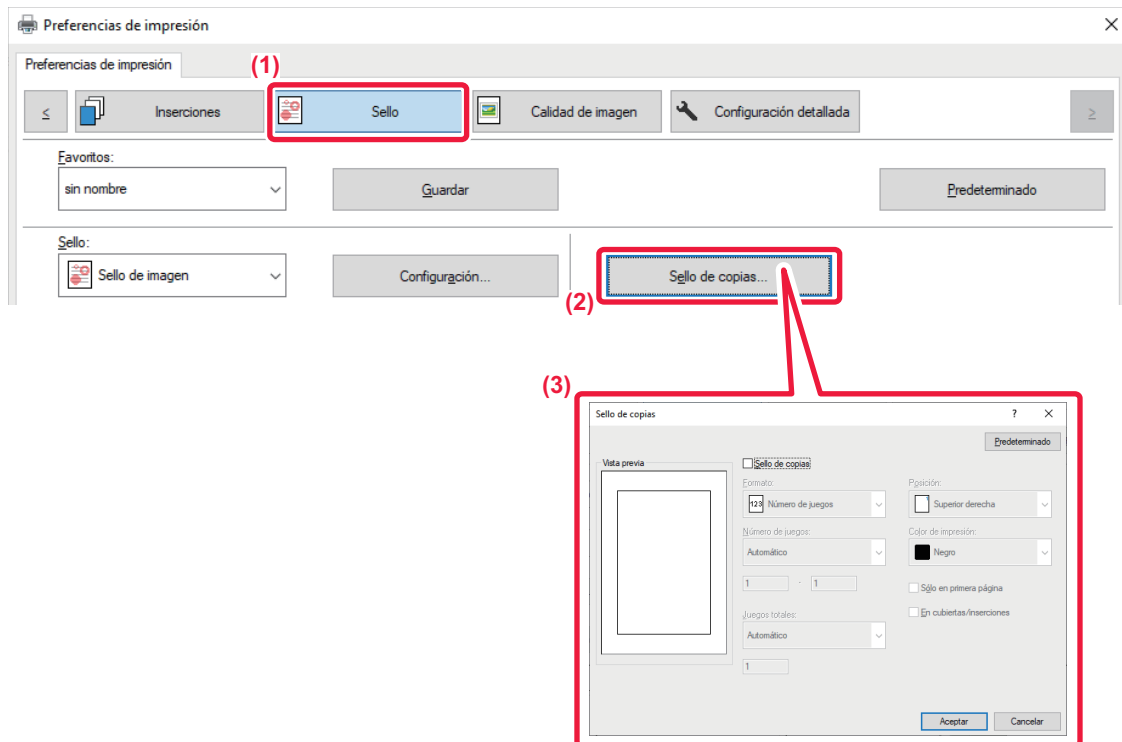 Preferencias de impresión
Preferencias de impresión
(1)
< Inserciones Sello Calidad de imagen Configuración detallada >
Favoritos:
sin nombre Guardar Predeterminado
Sello:
Sello de imagen Configuración... Sello de copias...
(2)
(3)
Sello de copias ? ×
Predeterminado
Vista previa
Sello de copias
Formato: Posición:
123 Número de juegos Superior derecha
Número de juegos: Color de impresión:
Automático Negro
1 - 1 Sólo en primera página
Juegos totales: En cubiertas/inserciones
Automático
1
Aceptar Cancelar